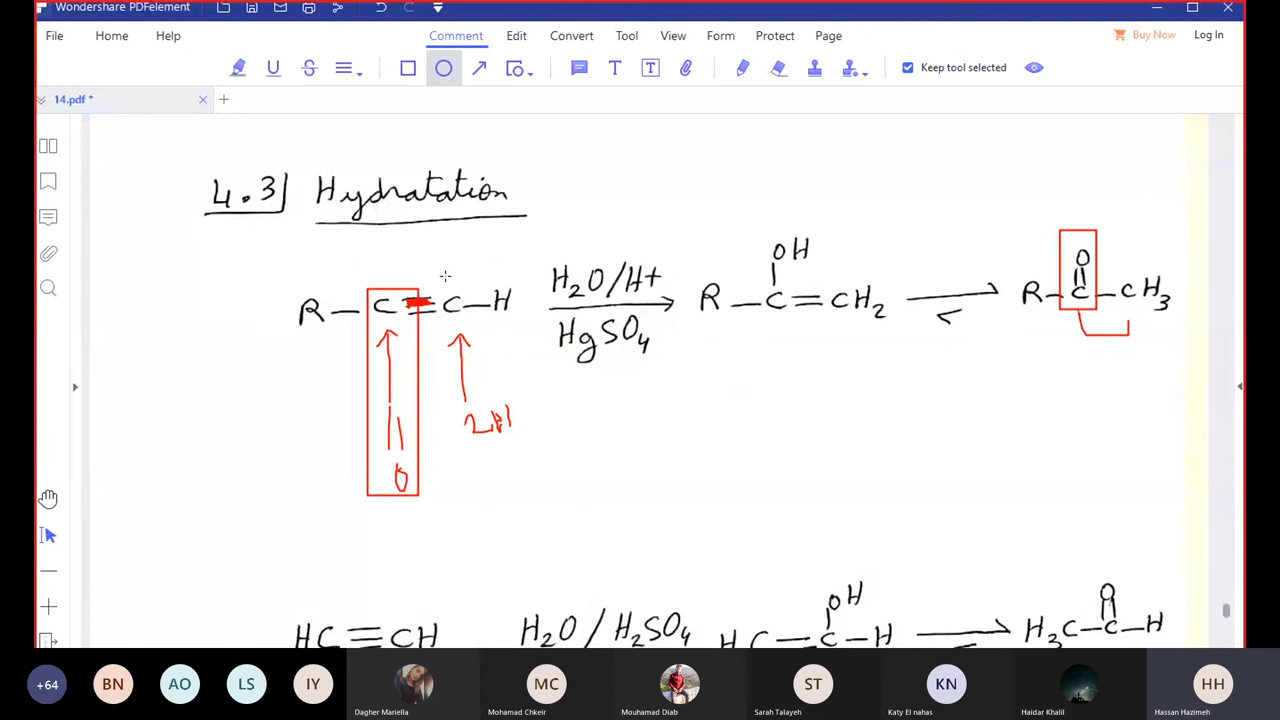 Wondershare PDFelement
File Home Help Comment Edit Convert Tool View Form Protect Page Buy Now Log In
Keep tool selected
14.pdf *
4.3] Hydratation
R — C ≡ C — H
H2O/H+
HgSO4
OH
R — C = CH2
O
R — C — CH3
2H
O
HC ≡ CH
H2O / H2SO4
OH
HC — C — H
O
H3C — C — H
+64 BN AO LS IY MC ST KN HH
Dagher Mariella Mohamad Chkeir Mouhamad Diab Sarah Talayeh Katy El nahas Haidar Khalil Hassan Hazimeh